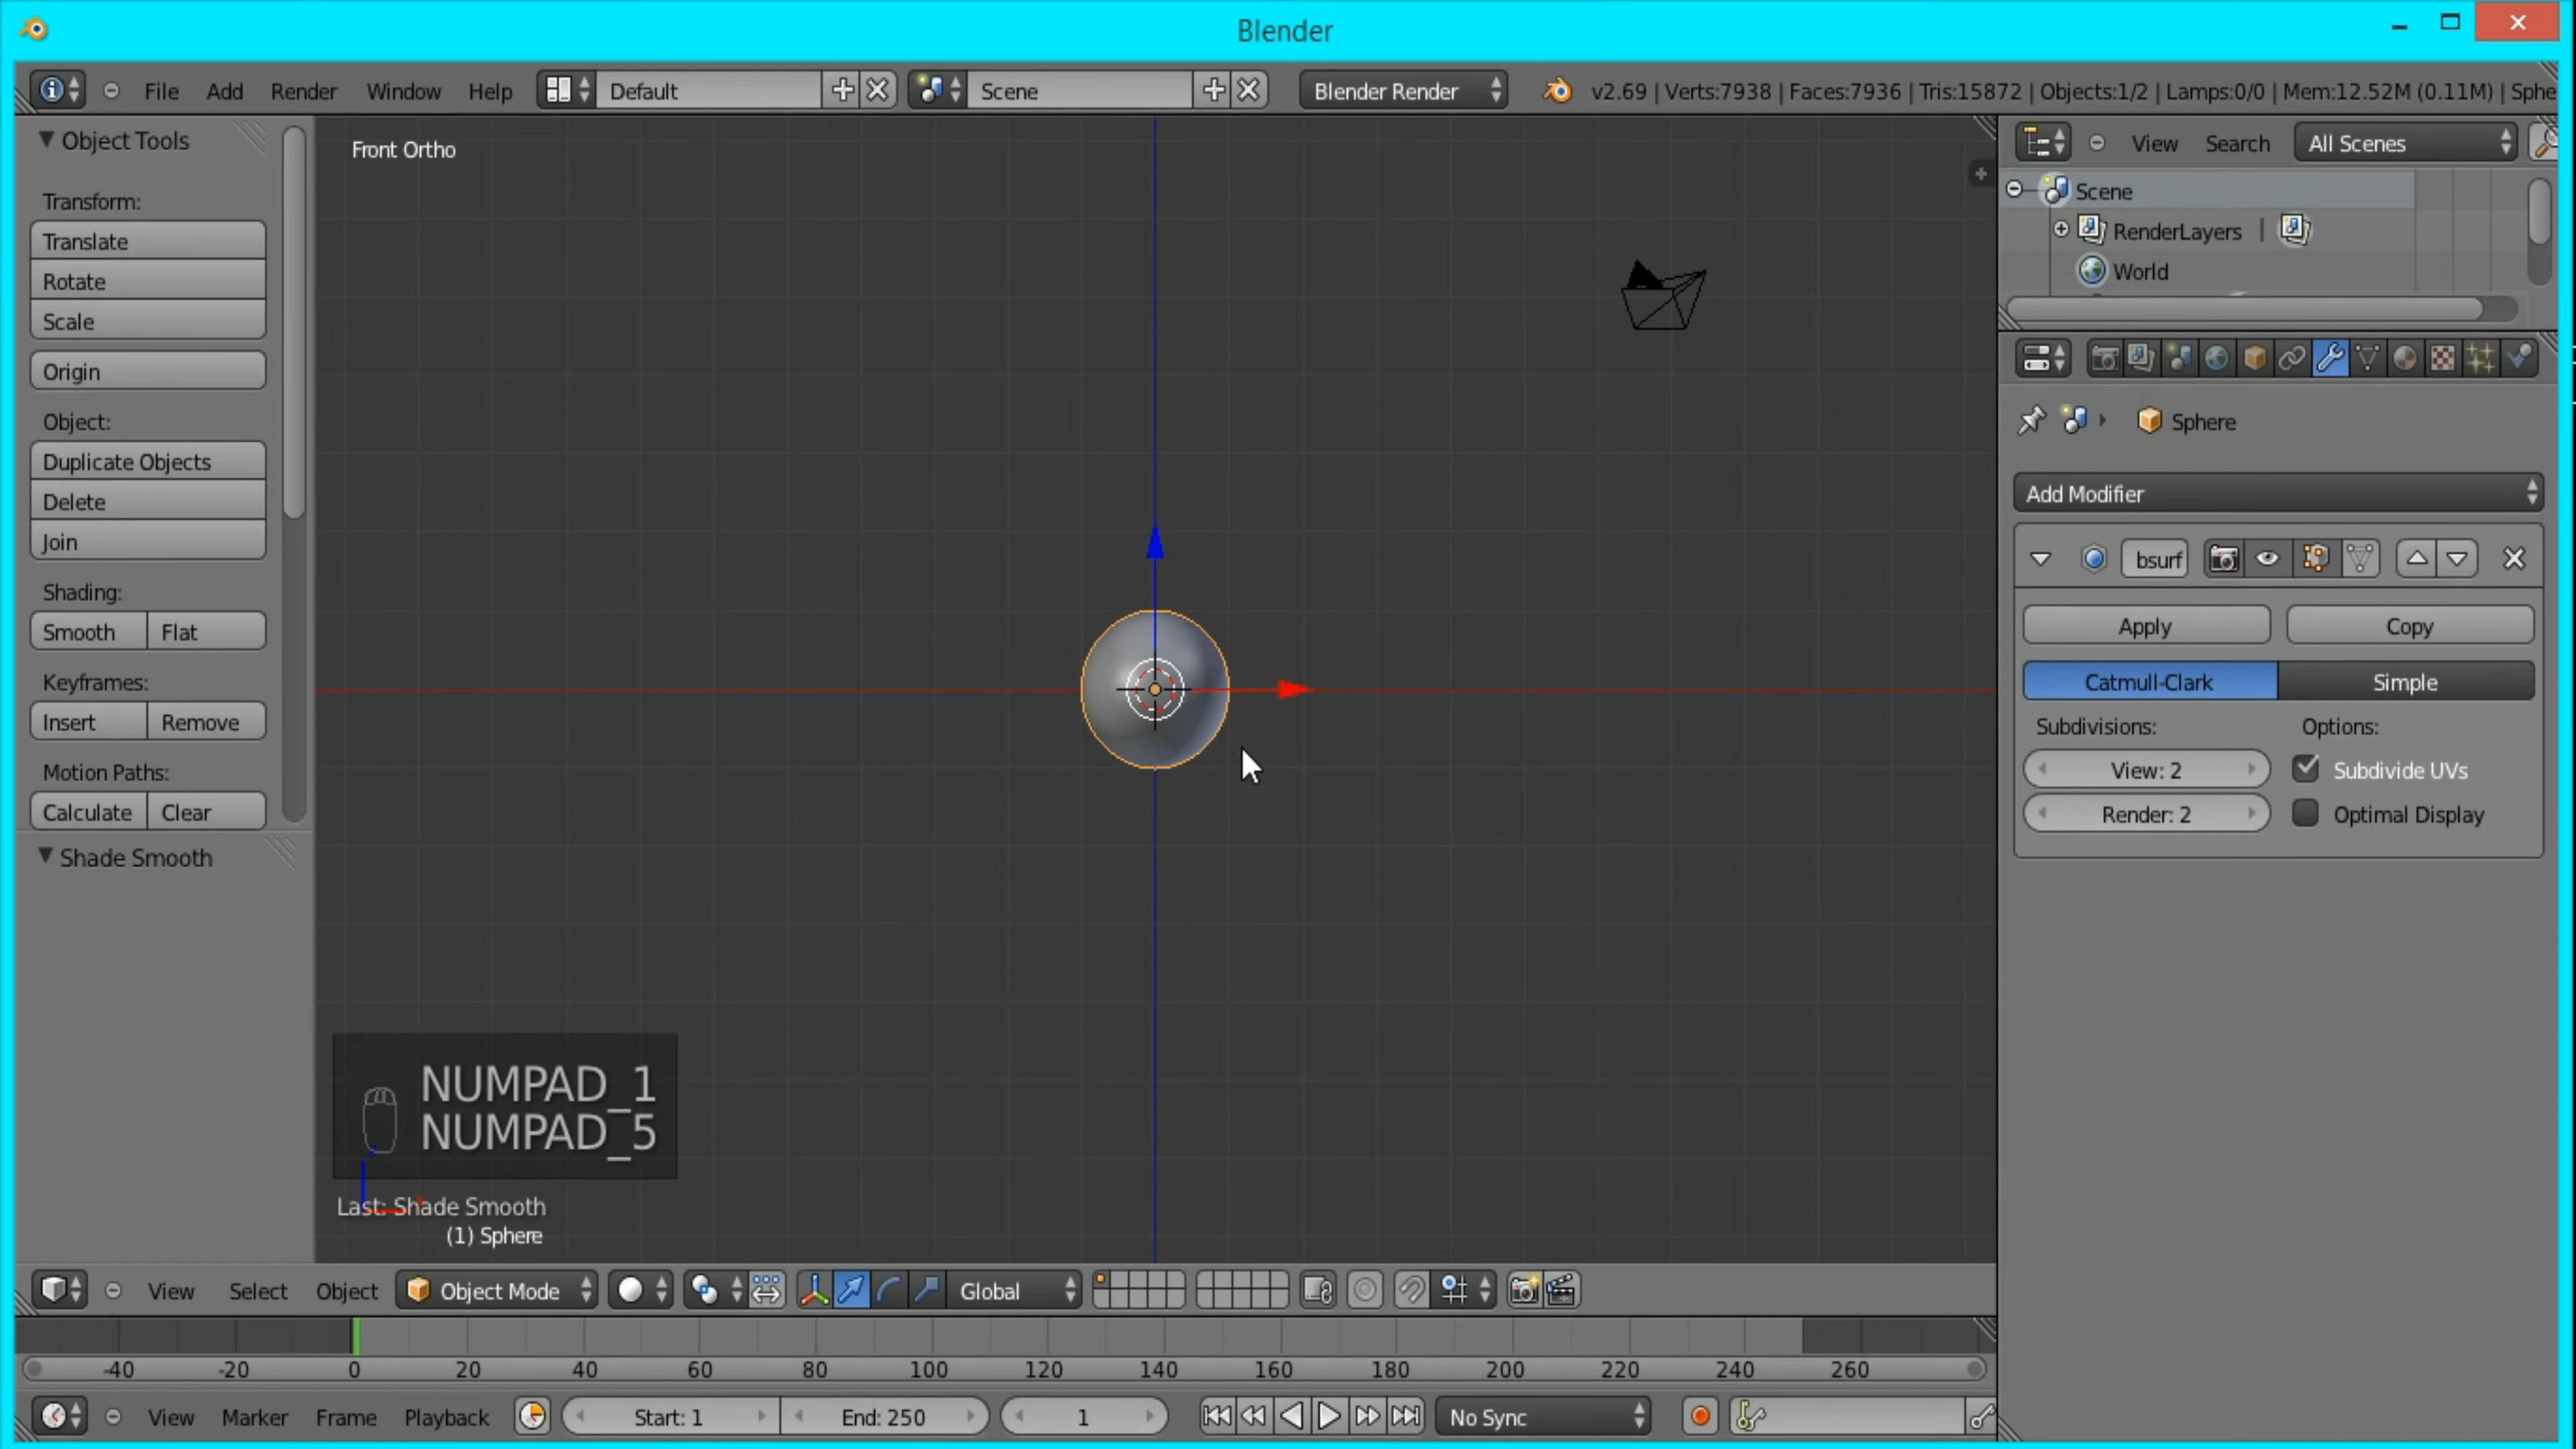 Blender
File Add Render Window Help Default Scene Blender Render v2.69 | Verts:7938 | Faces:7936 | Tris:15872 | Objects:1/2 | Lamps:0/0 | Mem:12.52M (0.11M) | Sphe
Object Tools
Transform:
Translate
Rotate
Scale
Origin
Object:
Duplicate Objects
Delete
Join
Shading:
Smooth Flat
Keyframes:
Insert Remove
Motion Paths:
Calculate Clear
Shade Smooth
Front Ortho
NUMPAD_1
NUMPAD_5
Last: Shade Smooth
(1) Sphere
View Search All Scenes
Scene
RenderLayers |
World
Sphere
Add Modifier
bsurf
Apply Copy
Catmull-Clark Simple
Subdivisions: Options:
View: 2 Subdivide UVs
Render: 2 Optimal Display
View Select Object Object Mode Global
-40 -20 0 20 40 60 80 100 120 140 160 180 200 220 240 260
View Marker Frame Playback Start: 1 End: 250 1 No Sync